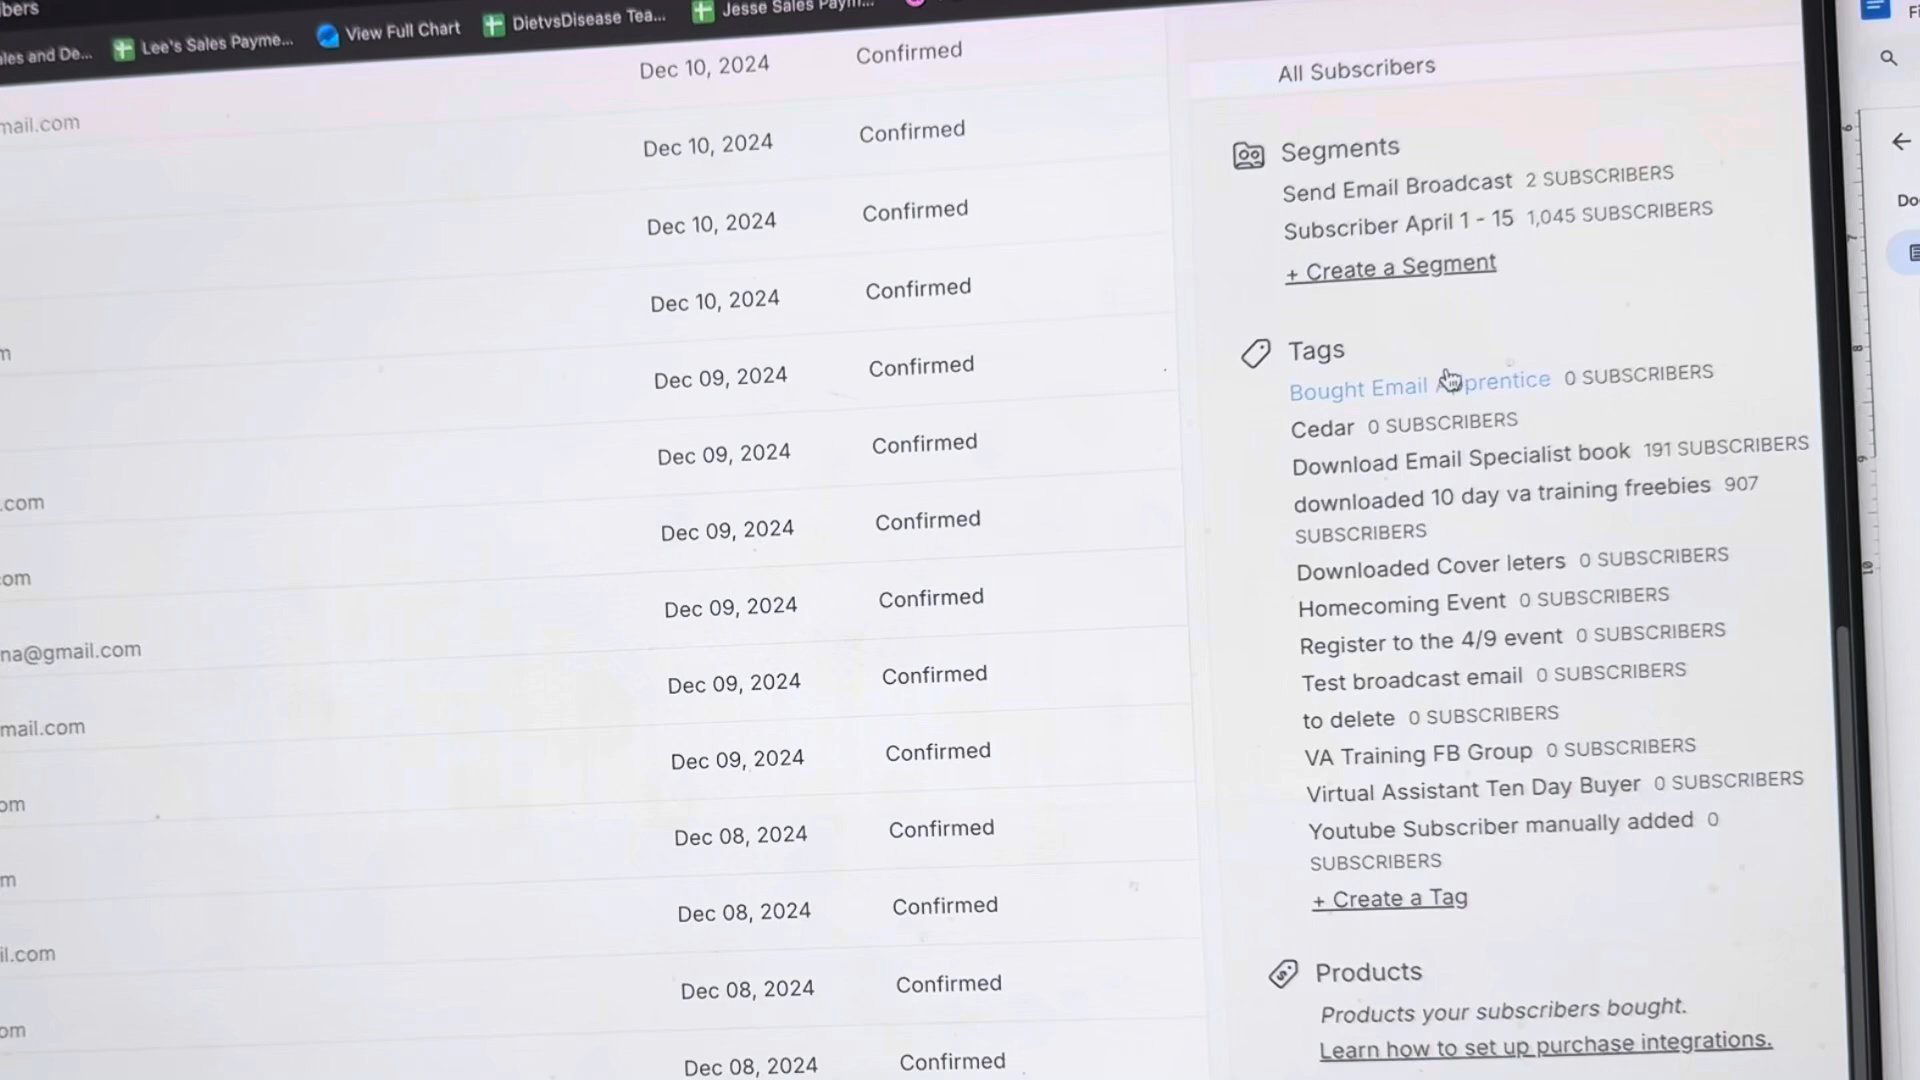 bers
les and De...
Lee's Sales Payme...
View Full Chart
DietvsDisease Tea...
Jesse Sales Paym...
Dec 10, 2024 Confirmed
mail.com
Dec 10, 2024 Confirmed
Dec 10, 2024 Confirmed
Dec 10, 2024 Confirmed
m
Dec 09, 2024 Confirmed
Dec 09, 2024 Confirmed
.com
Dec 09, 2024 Confirmed
om
Dec 09, 2024 Confirmed
na@gmail.com
Dec 09, 2024 Confirmed
mail.com
Dec 09, 2024 Confirmed
om
Dec 08, 2024 Confirmed
m
Dec 08, 2024 Confirmed
il.com
Dec 08, 2024 Confirmed
om
Dec 08, 2024 Confirmed
All Subscribers
Segments
Send Email Broadcast 2 SUBSCRIBERS
Subscriber April 1 - 15 1,045 SUBSCRIBERS
+ Create a Segment
Tags
Bought Email Apprentice 0 SUBSCRIBERS
Cedar 0 SUBSCRIBERS
Download Email Specialist book 191 SUBSCRIBERS
downloaded 10 day va training freebies 907
SUBSCRIBERS
Downloaded Cover leters 0 SUBSCRIBERS
Homecoming Event 0 SUBSCRIBERS
Register to the 4/9 event 0 SUBSCRIBERS
Test broadcast email 0 SUBSCRIBERS
to delete 0 SUBSCRIBERS
VA Training FB Group 0 SUBSCRIBERS
Virtual Assistant Ten Day Buyer 0 SUBSCRIBERS
Youtube Subscriber manually added 0
SUBSCRIBERS
+ Create a Tag
Products
Products your subscribers bought.
Learn how to set up purchase integrations.
Fi
Do
6
7
8
9
10